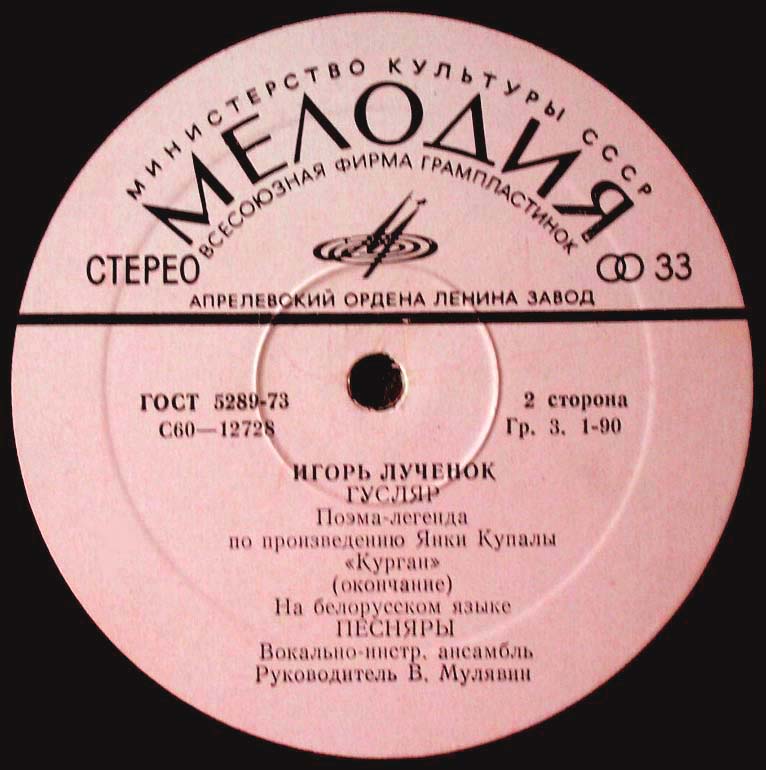 МИНИСТЕРСТВО КУЛЬТУРЫ СССР
МЕЛОДИЯ
ВСЕСОЮЗНАЯ ФИРМА ГРАМПЛАСТИНОК
СТЕРЕО 33
АПРЕЛЕВСКИЙ ОРДЕНА ЛЕНИНА ЗАВОД
ГОСТ 5289-73 2 сторона
С60—12728 Гр. 3. 1-90
ИГОРЬ ЛУЧЕНОК
ГУСЛЯР
Поэма-легенда
по произведению Янки Купалы
«Курган»
(окончание)
На белорусском языке
ПЕСНЯРЫ
Вокально-инстр. ансамбль
Руководитель В. Мулявин